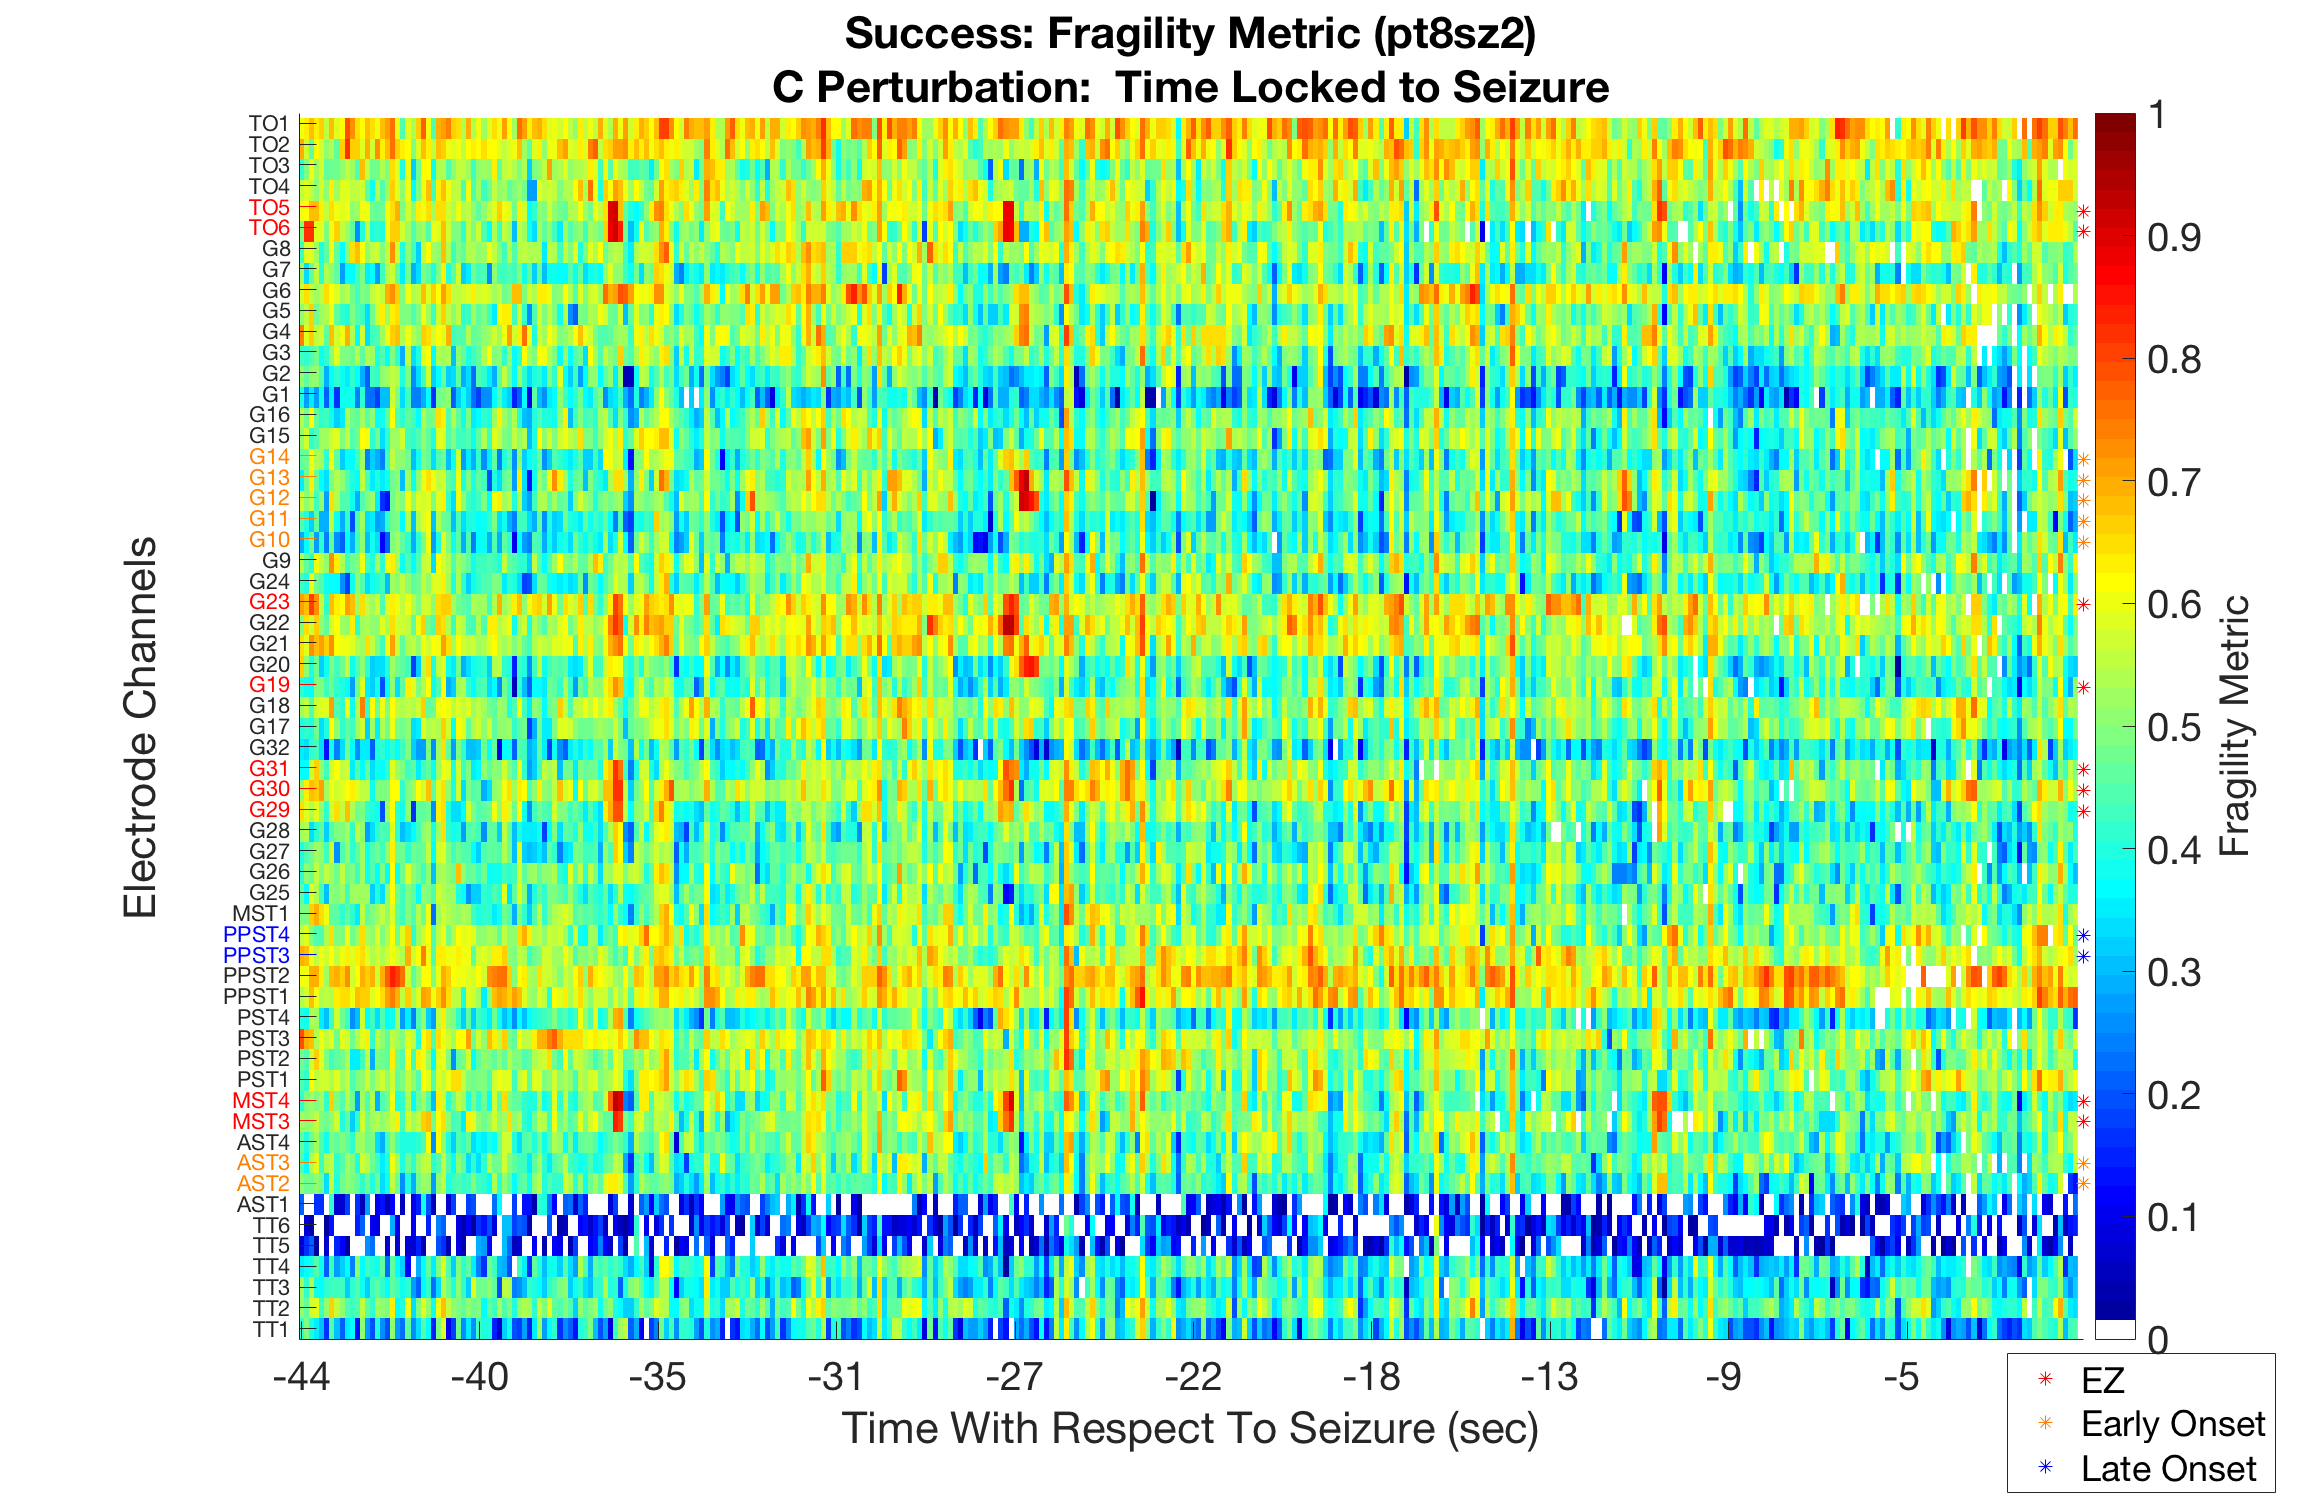 Success: Fragility Metric (pt8sz2)
C Perturbation: Time Locked to Seizure
Electrode Channels
TO1
TO2
TO3
TO4
TO5
TO6
G8
G7
G6
G5
G4
G3
G2
G1
G16
G15
G14
G13
G12
G11
G10
G9
G24
G23
G22
G21
G20
G19
G18
G17
G32
G31
G30
G29
G28
G27
G26
G25
MST1
PPST4
PPST3
PPST2
PPST1
PST4
PST3
PST2
PST1
MST4
MST3
AST4
AST3
AST2
AST1
TT6
TT5
TT4
TT3
TT2
TT1
-44 -40 -35 -31 -27 -22 -18 -13 -9 -5
Time With Respect To Seizure (sec)
1
0.9
0.8
0.7
0.6
0.5
0.4
0.3
0.2
0.1
0
Fragility Metric
EZ
Early Onset
Late Onset